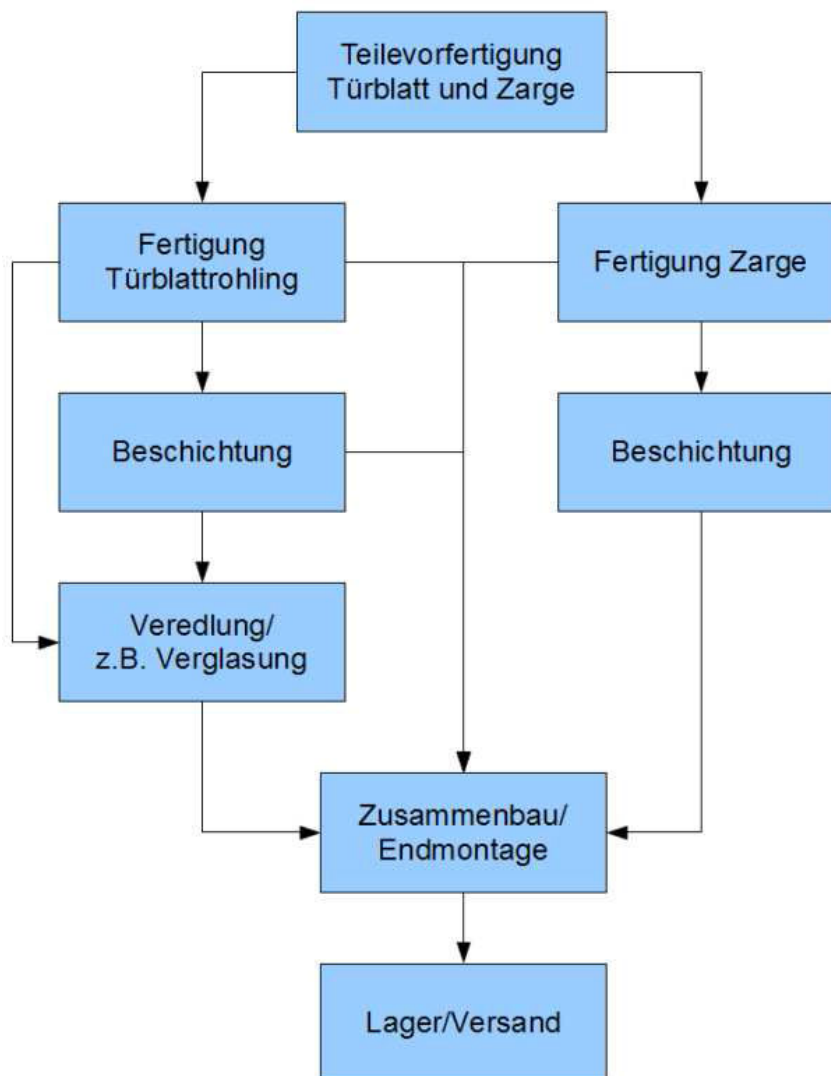 Teilevorfertigung
Türblatt und Zarge
Fertigung
Türblattrohling
Fertigung Zarge
Beschichtung
Beschichtung
Veredlung/
z.B. Verglasung
Zusammenbau/
Endmontage
Lager/Versand